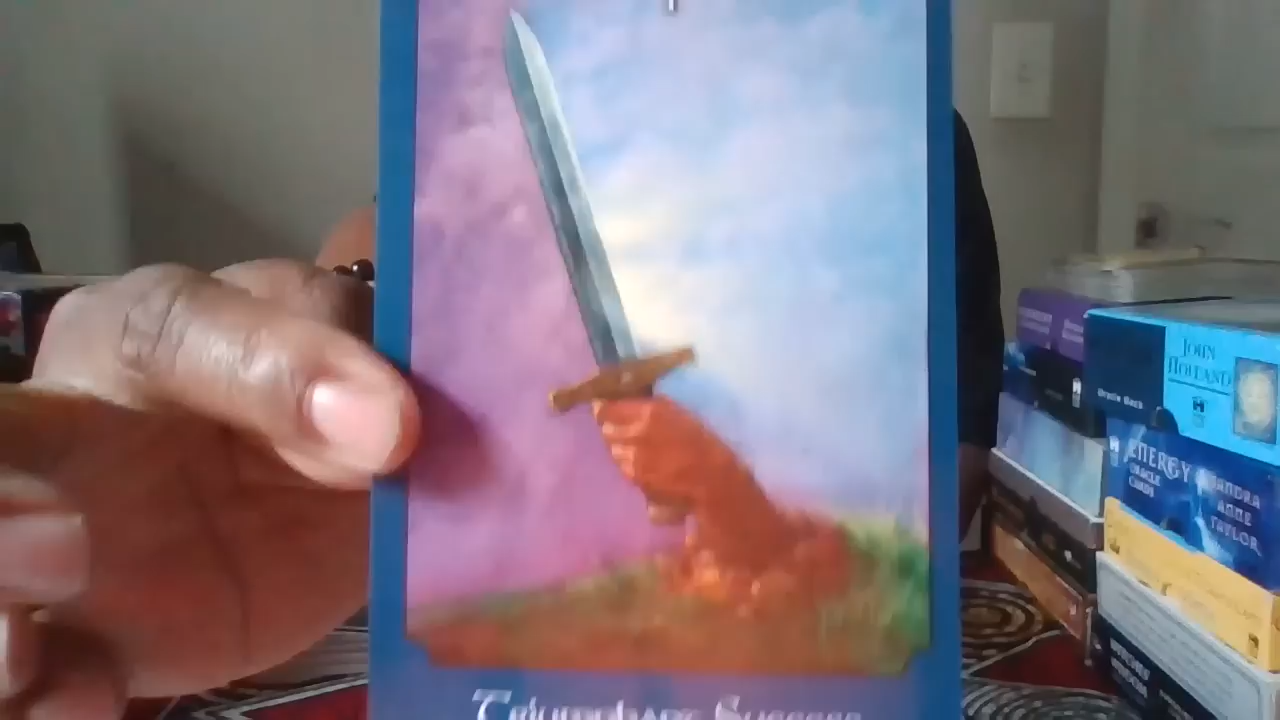 Triumphant Success
JOHN
HOLLAND
Oracle Deck
ENERGY
ORACLE
CARDS
SANDRA
ANNE
TAYLOR